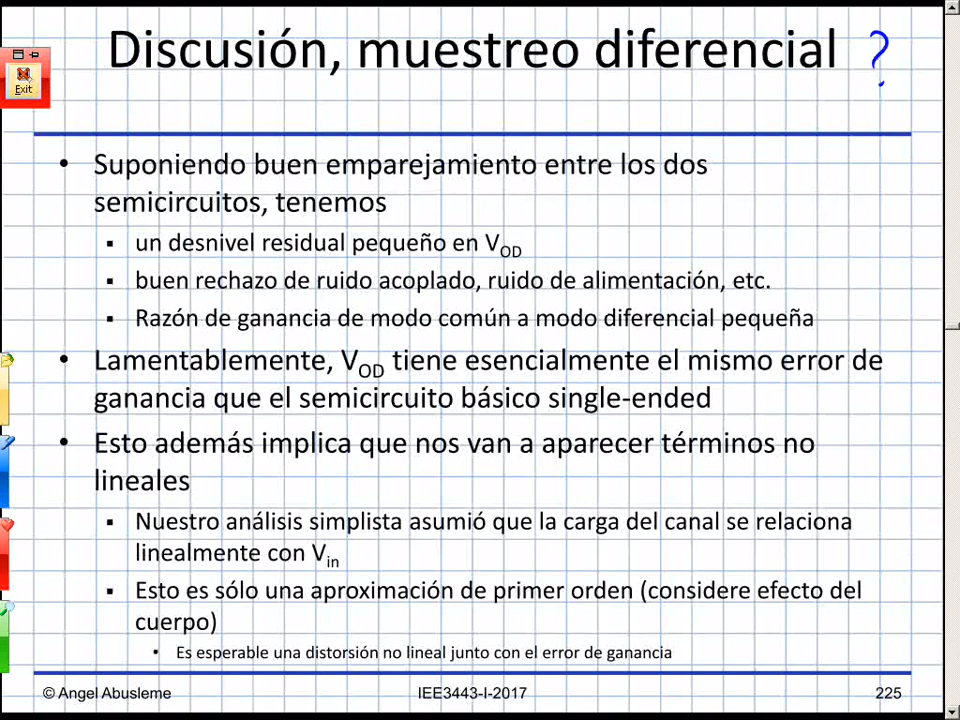 Discusión, muestreo diferencial ?
Exit
• Suponiendo buen emparejamiento entre los dos
semicircuitos, tenemos
▪ un desnivel residual pequeño en V_OD
▪ buen rechazo de ruido acoplado, ruido de alimentación, etc.
▪ Razón de ganancia de modo común a modo diferencial pequeña
• Lamentablemente, V_OD tiene esencialmente el mismo error de
ganancia que el semicircuito básico single-ended
• Esto además implica que nos van a aparecer términos no
lineales
▪ Nuestro análisis simplista asumió que la carga del canal se relaciona
linealmente con V_in
▪ Esto es sólo una aproximación de primer orden (considere efecto del
cuerpo)
• Es esperable una distorsión no lineal junto con el error de ganancia
© Angel Abusleme IEE3443-I-2017 225